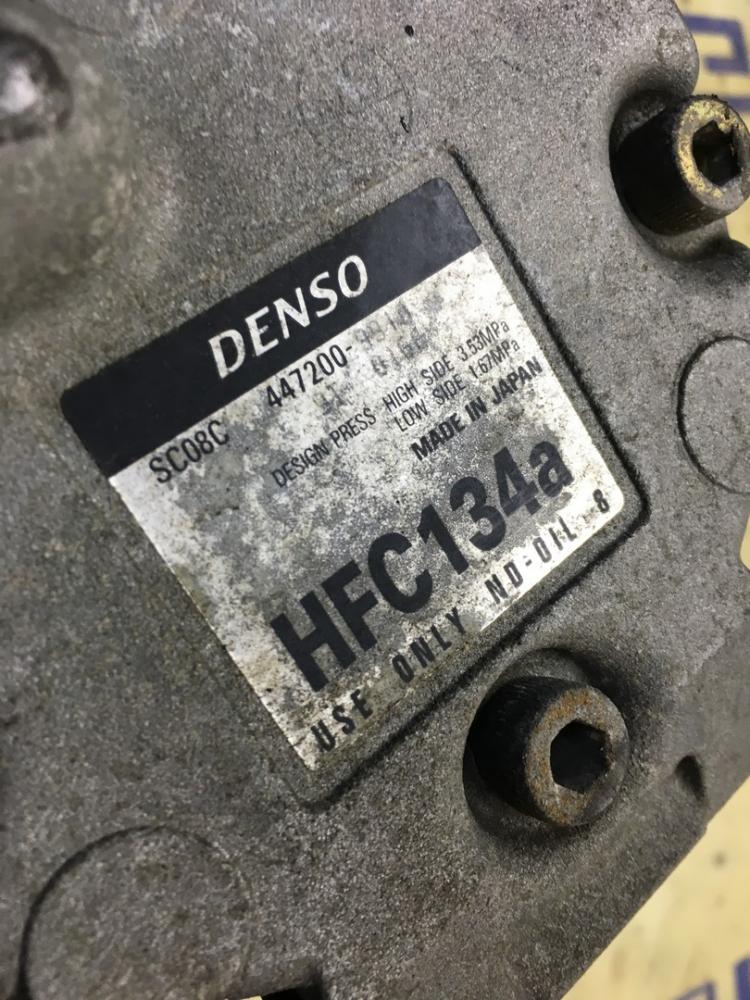 DENSO
SC08C 447200-
DESIGN PRESS HIGH SIDE 3.53MPa
LOW SIDE 1.67MPa
MADE IN JAPAN
HFC134a
USE ONLY ND-OIL 8